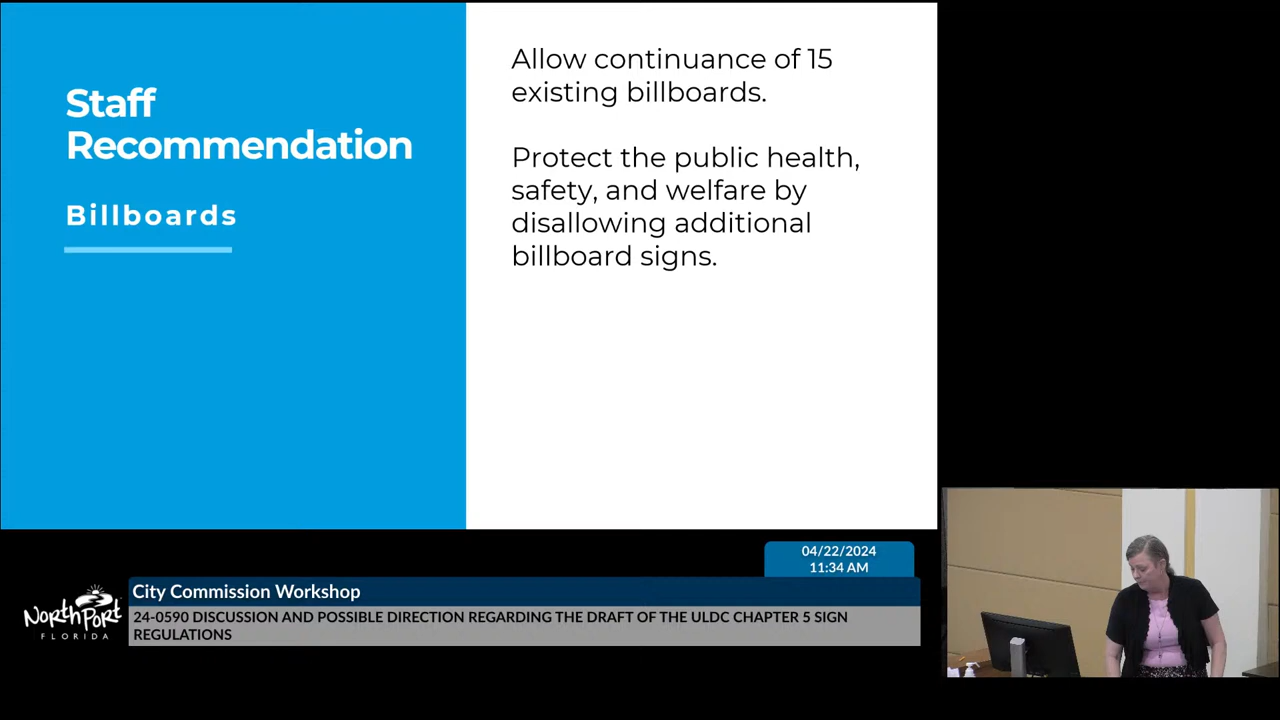 Staff
Recommendation
Billboards
Allow continuance of 15
existing billboards.
Protect the public health,
safety, and welfare by
disallowing additional
billboard signs.
04/22/2024
11:34 AM
City Commission Workshop
24-0590 DISCUSSION AND POSSIBLE DIRECTION REGARDING THE DRAFT OF THE ULDC CHAPTER 5 SIGN
REGULATIONS
North Port
FLORIDA